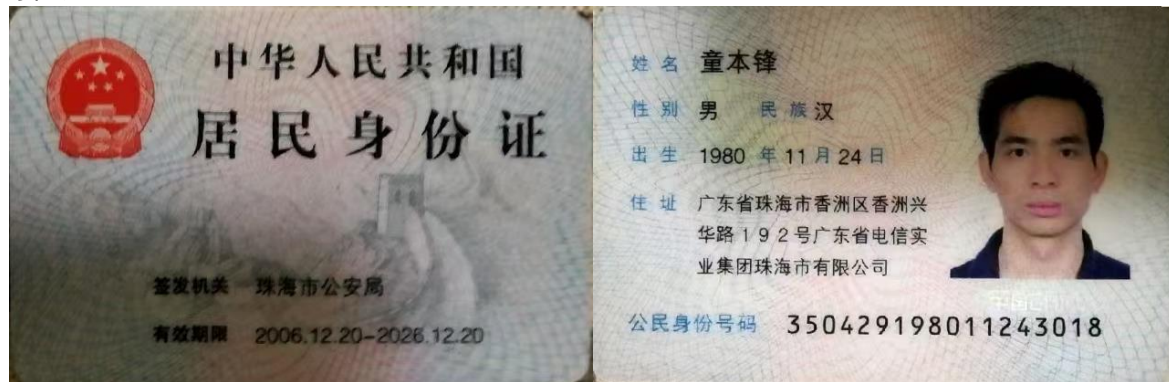 中华人民共和国
居民身份证
签发机关 珠海市公安局
有效期限 2006.12.20-2026.12.20
姓名 童本锋
性别 男 民族 汉
出生 1980 年 11 月 24 日
住址 广东省珠海市香洲区香洲兴
华路192号广东省电信实
业集团珠海市有限公司
公民身份号码 350429198011243018